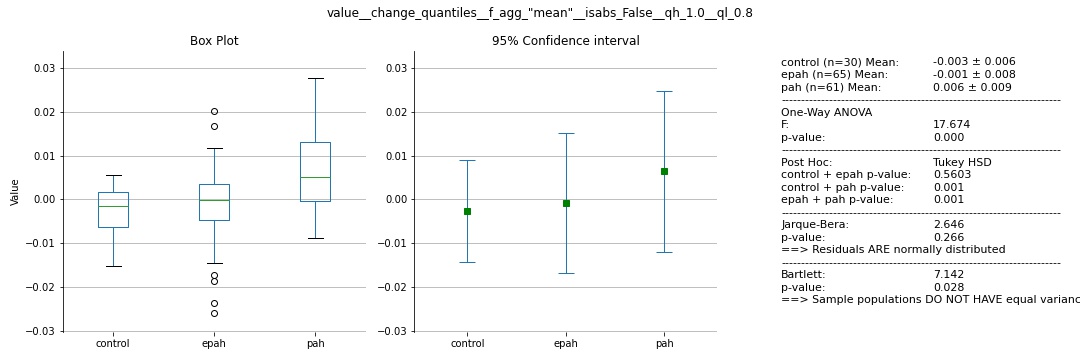 value__change_quantiles__f_agg_"mean"__isabs_False__qh_1.0__ql_0.8
Box Plot
0.03
0.02
0.01
0.00
−0.01
−0.02
−0.03
Value
control epah pah
95% Confidence interval
0.03
0.02
0.01
0.00
−0.01
−0.02
−0.03
control epah pah
control (n=30) Mean: -0.003 ± 0.006
epah (n=65) Mean: -0.001 ± 0.008
pah (n=61) Mean: 0.006 ± 0.009
One-Way ANOVA
F: 17.674
p-value: 0.000
Post Hoc: Tukey HSD
control + epah p-value: 0.5603
control + pah p-value: 0.001
epah + pah p-value: 0.001
Jarque-Bera: 2.646
p-value: 0.266
==> Residuals ARE normally distributed
Bartlett: 7.142
p-value: 0.028
==> Sample populations DO NOT HAVE equal varianc